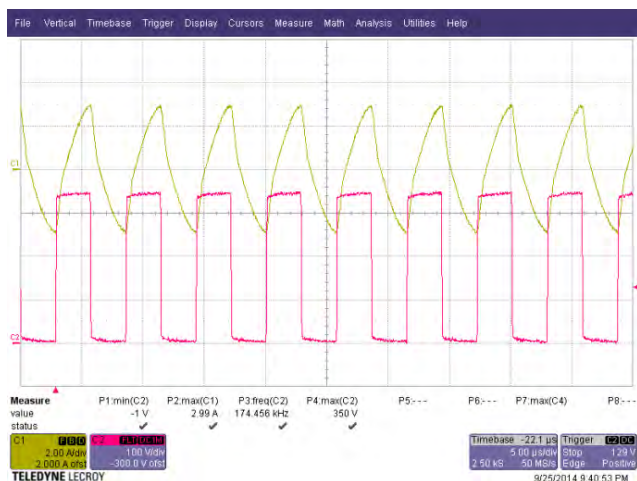 File Vertical Timebase Trigger Display Cursors Measure Math Analysis Utilities Help
C1
C2
Measure P1:min(C2) P2:max(C1) P3:freq(C2) P4:max(C2) P5:--- P6:--- P7:max(C4) P8:---
value -1 V 2.99 A 174.456 kHz 350 V
status
C1 Timebase -22.1 µs Trigger C2 DC
2.00 A/div 100 V/div 5.00 µs/div Stop 129 V
2.000 A ofst -300.0 V ofst 2.50 kS 50 MS/s Edge Positive
TELEDYNE LECROY 9/25/2014 9:40:53 PM